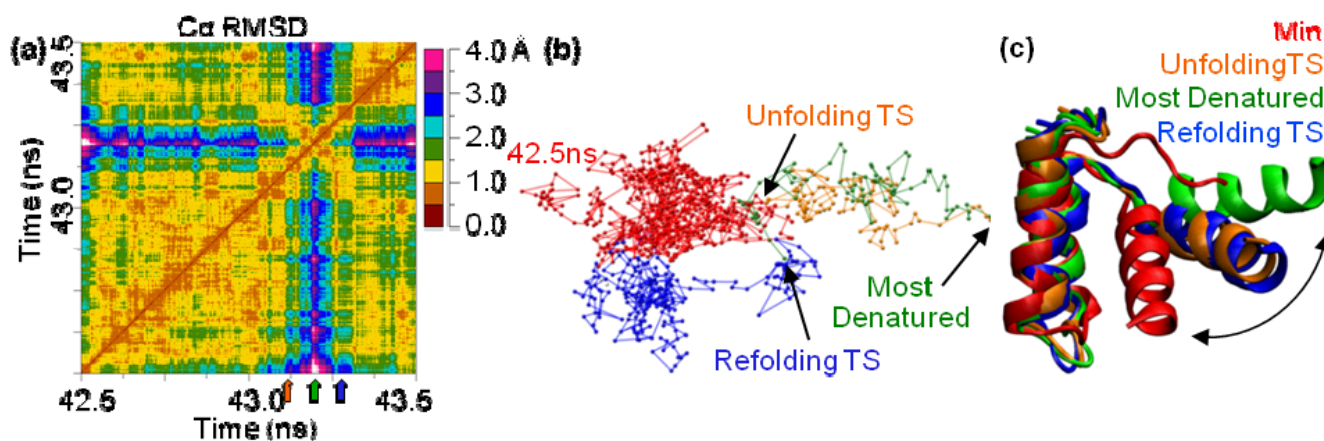 Cα RMSD
(a)
43.5
43.0
Time (ns)
42.5
43.0
43.5
Time (ns)
4.0 Å
3.0
2.0
1.0
0.0
(b)
42.5ns
Unfolding TS
Most
Denatured
Refolding TS
(c)
Min
UnfoldingTS
Most Denatured
Refolding TS